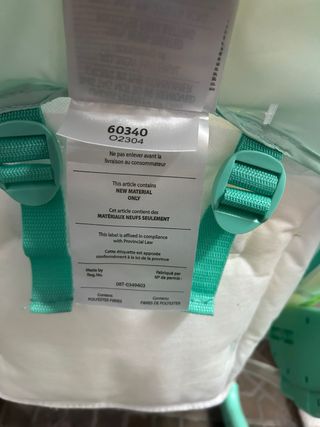 60340
O2304
Ne pas enlever avant la
livraison au consommateur
This article contains
NEW MATERIAL
ONLY
Cet article contient des
MATÉRIAUX NEUFS SEULEMENT
This label is affixed in compliance
with Provincial Law
Cette étiquette est apposée
conformément à la loi de la province
Made by Fabriqué par
Reg.No. Nº de permis :
08T-0349403
Contents: Contenu:
POLYESTER FIBRES FIBRES DE POLYESTER